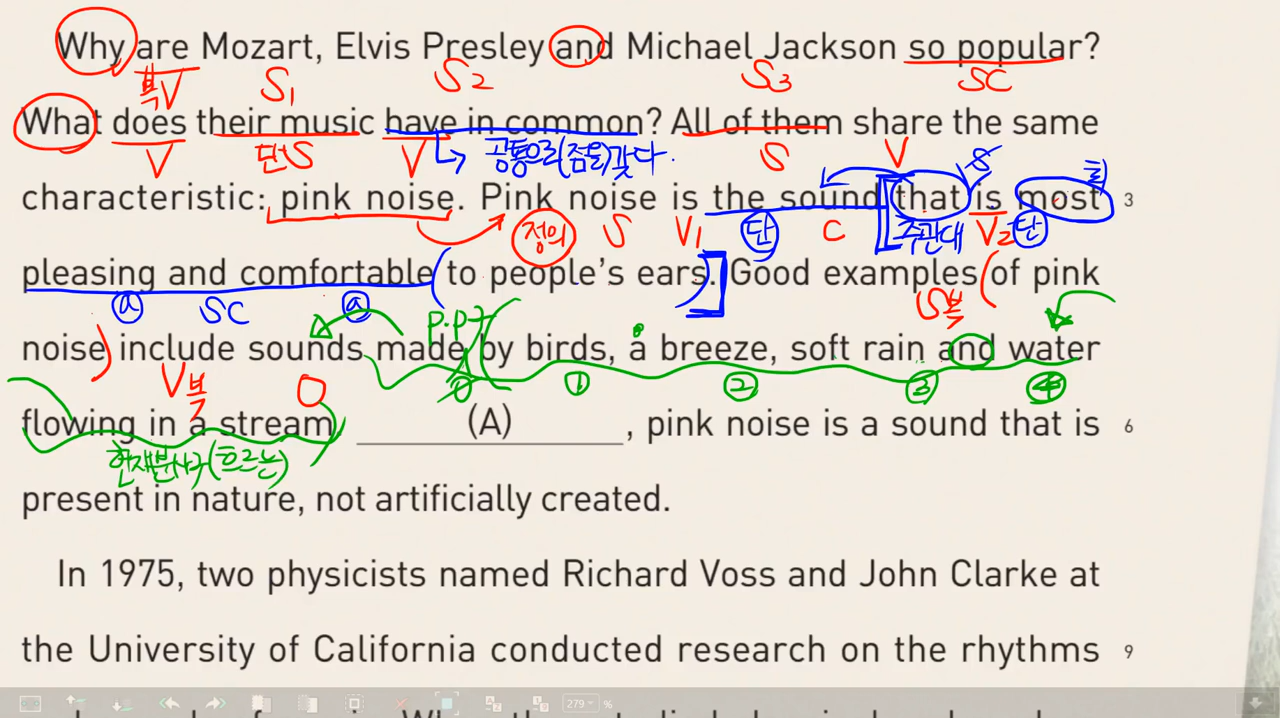 Why are Mozart, Elvis Presley and Michael Jackson so popular?
복V S1 S2 S3 SC
What does their music have in common? All of them share the same
V 단S V 공통으로(점을)갖다. S V S
characteristic: pink noise. Pink noise is the sound that is most 3
정의 S V1 단 C 주관대 V2 단
pleasing and comfortable to people's ears. Good examples of pink
ⓐ SC ⓐ P.P S복
noise include sounds made by birds, a breeze, soft rain and water
V복 O ① ② ③ ④
flowing in a stream. (A) , pink noise is a sound that is 6
현재분사구(흐르는)
present in nature, not artificially created.
In 1975, two physicists named Richard Voss and John Clarke at
the University of California conducted research on the rhythms 9
279 %